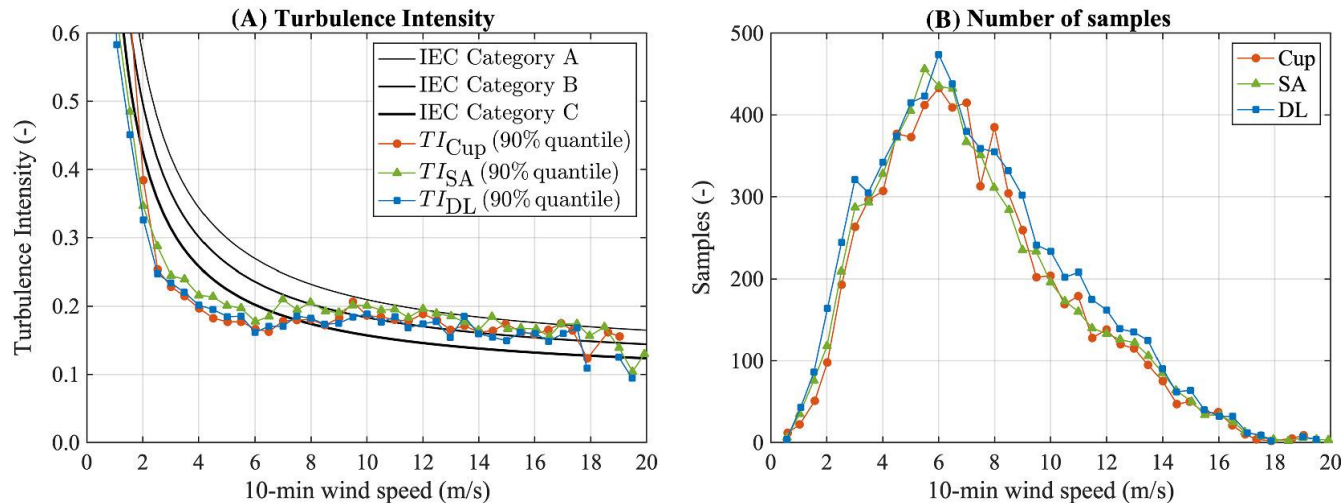 (A) Turbulence Intensity
0.6
0.5
0.4
0.3
0.2
0.1
0.0
Turbulence Intensity (-)
0 2 4 6 8 10 12 14 16 18 20
10-min wind speed (m/s)
IEC Category A
IEC Category B
IEC Category C
TI_Cup (90% quantile)
TI_SA (90% quantile)
TI_DL (90% quantile)
(B) Number of samples
500
400
300
200
100
0
Samples (-)
0 2 4 6 8 10 12 14 16 18 20
10-min wind speed (m/s)
Cup
SA
DL